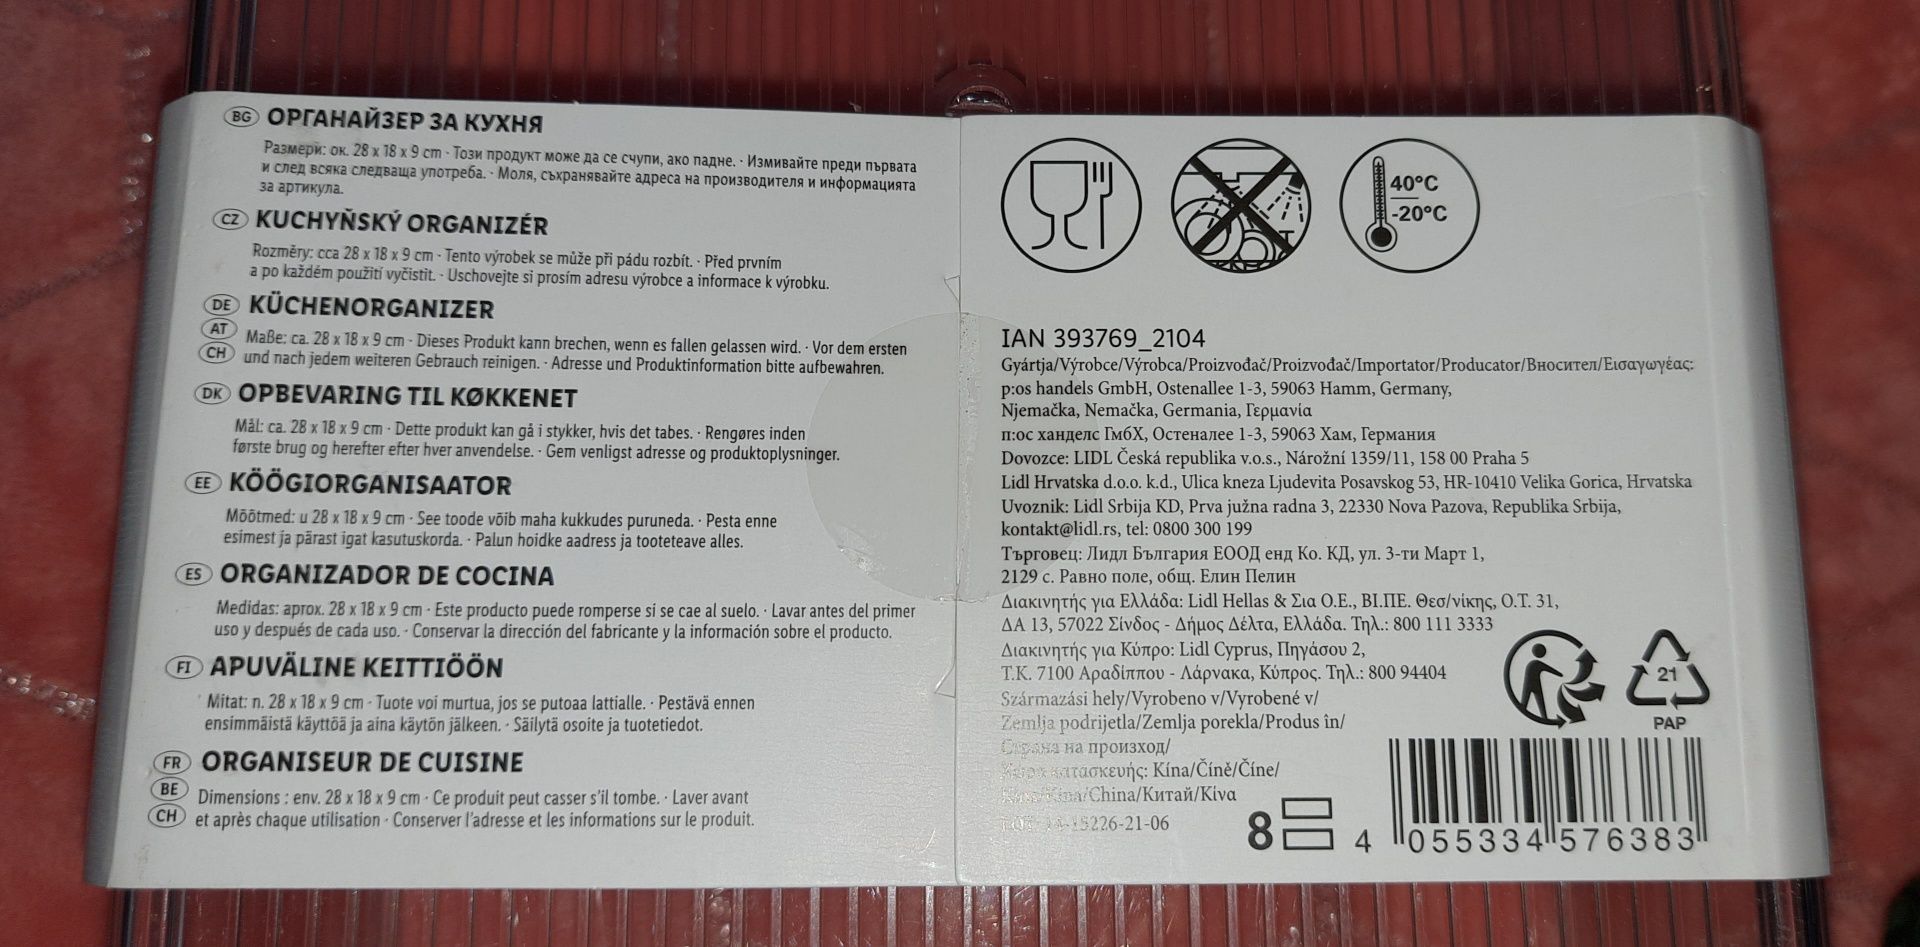 BG ОРГАНАЙЗЕР ЗА КУХНЯ
Размери: ок. 28 x 18 x 9 cm · Този продукт може да се счупи, ако падне. · Измивайте преди първата
и след всяка следваща употреба. · Моля, съхранявайте адреса на производителя и информацията
за артикула.
CZ KUCHYŇSKÝ ORGANIZÉR
Rozměry: cca 28 x 18 x 9 cm · Tento výrobek se může při pádu rozbít. · Před prvním
a po každém použití vyčistit. · Uschovejte si prosím adresu výrobce a informace k výrobku.
DE KÜCHENORGANIZER
AT Maße: ca. 28 x 18 x 9 cm · Dieses Produkt kann brechen, wenn es fallen gelassen wird. · Vor dem ersten
CH und nach jedem weiteren Gebrauch reinigen. · Adresse und Produktinformation bitte aufbewahren.
DK OPBEVARING TIL KØKKENET
Mål: ca. 28 x 18 x 9 cm · Dette produkt kan gå i stykker, hvis det tabes. · Rengøres inden
første brug og herefter efter hver anvendelse. · Gem venligst adresse og produktoplysninger.
EE KÖÖGIORGANISAATOR
Mõõtmed: u 28 x 18 x 9 cm · See toode võib maha kukkudes puruneda. · Pesta enne
esimest ja pärast igat kasutuskorda. · Palun hoidke aadress ja tooteteave alles.
ES ORGANIZADOR DE COCINA
Medidas: aprox. 28 x 18 x 9 cm · Este producto puede romperse si se cae al suelo. · Lavar antes del primer
uso y después de cada uso. · Conservar la dirección del fabricante y la información sobre el producto.
FI APUVÄLINE KEITTIÖÖN
Mitat: n. 28 x 18 x 9 cm · Tuote voi murtua, jos se putoaa lattialle. · Pestävä ennen
ensimmäistä käyttöä ja aina käytön jälkeen. · Säilytä osoite ja tuotetiedot.
FR ORGANISEUR DE CUISINE
BE Dimensions : env. 28 x 18 x 9 cm · Ce produit peut casser s'il tombe. · Laver avant
CH et après chaque utilisation · Conserver l'adresse et les informations sur le produit.
40°C
-20°C
IAN 393769_2104
Gyártja/Výrobce/Výrobca/Proizvođač/Proizvođač/Importator/Producator/Вносител/Εισαγωγέας:
p:os handels GmbH, Ostenallee 1-3, 59063 Hamm, Germany,
Njemačka, Nemačka, Germania, Γερμανία
п:ос ханделс ГмбХ, Остеналее 1-3, 59063 Хам, Германия
Dovozce: LIDL Česká republika v.o.s., Nárožní 1359/11, 158 00 Praha 5
Lidl Hrvatska d.o.o. k.d., Ulica kneza Ljudevita Posavskog 53, HR-10410 Velika Gorica, Hrvatska
Uvoznik: Lidl Srbija KD, Prva južna radna 3, 22330 Nova Pazova, Republika Srbija,
kontakt@lidl.rs, tel: 0800 300 199
Търговец: Лидл България ЕООД енд Ко. КД, ул. 3-ти Март 1,
2129 с. Равно поле, общ. Елин Пелин
Διακινητής για Ελλάδα: Lidl Hellas & Σια Ο.Ε., ΒΙ.ΠΕ. Θεσ/νίκης, Ο.Τ. 31,
ΔΑ 13, 57022 Σίνδος - Δήμος Δέλτα, Ελλάδα. Τηλ.: 800 111 3333
Διακινητής για Κύπρο: Lidl Cyprus, Πηγάσου 2,
Τ.Κ. 7100 Αραδίππου - Λάρνακα, Κύπρος. Τηλ.: 800 94404
Származási hely/Vyrobeno v/Vyrobené v/
Zemlja podrijetla/Zemlja porekla/Produs în/
Страна на произход/
Χώρα κατασκευής: Kína/Číně/Číne/
Kina/China/Китай/Κίνα
21
PAP
8
4 055334 576383